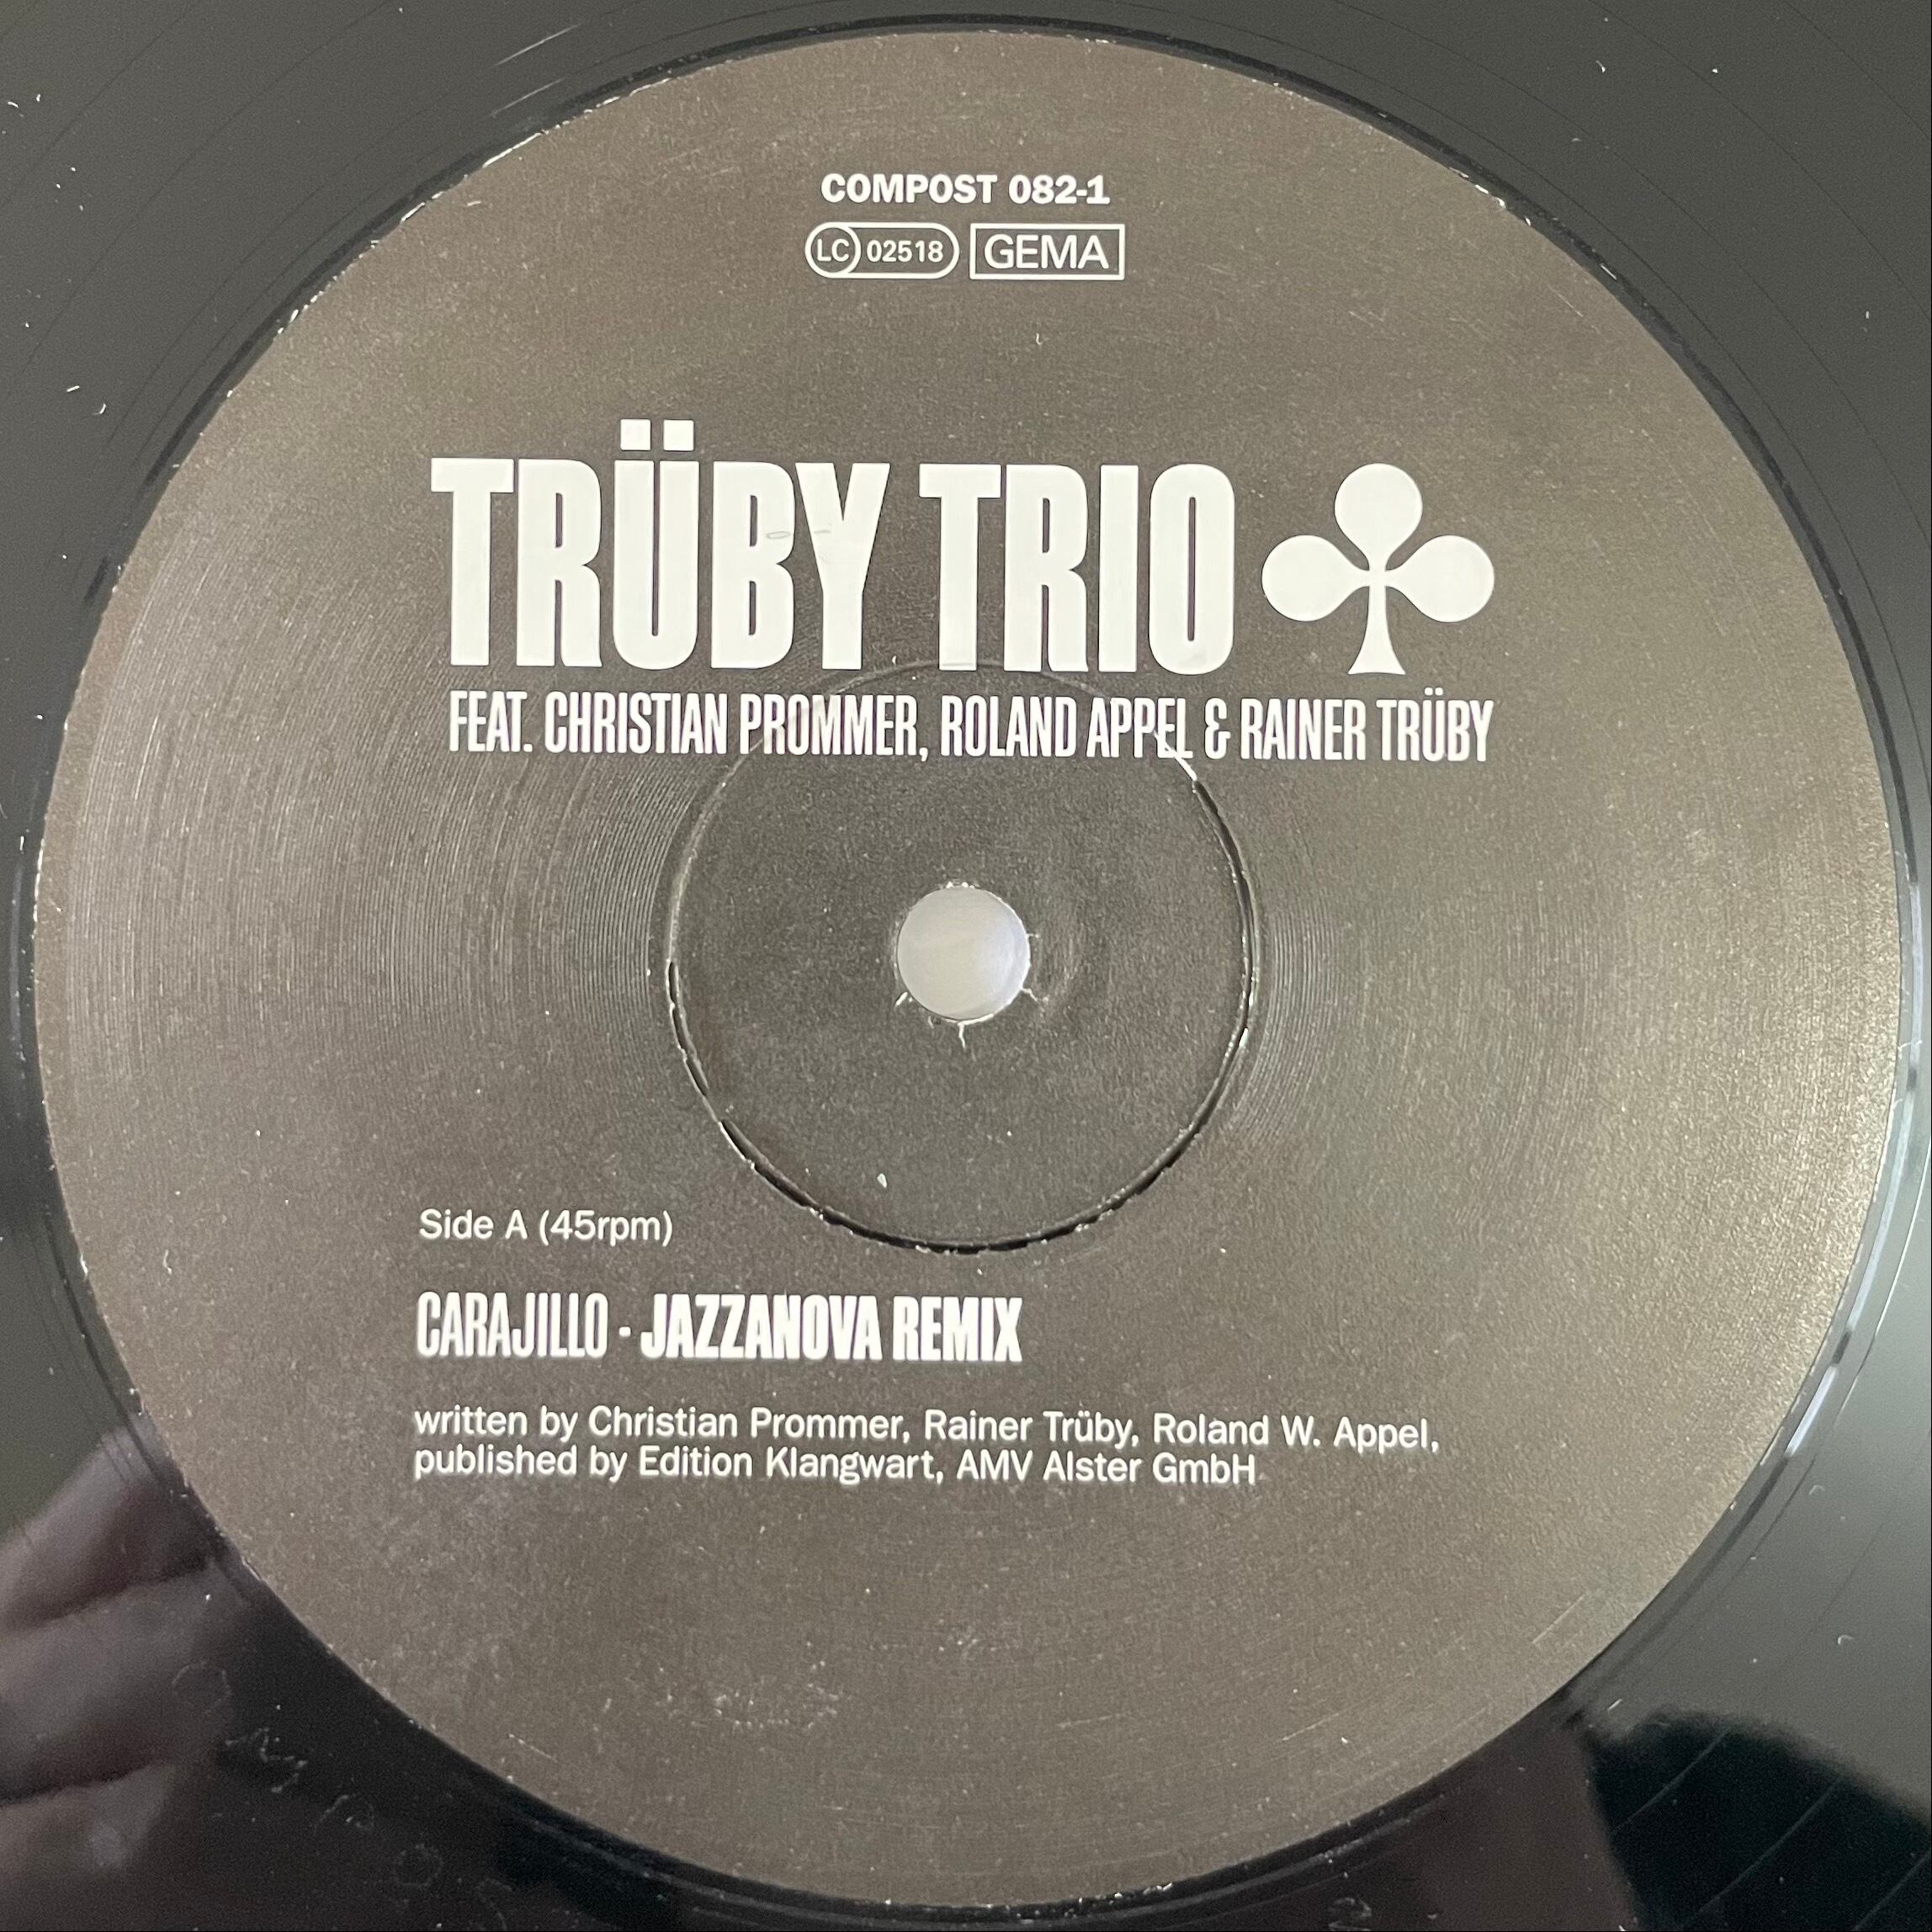 COMPOST 082-1
LC 02518 GEMA
TRÜBY TRIO
FEAT. CHRISTIAN PROMMER, ROLAND APPEL & RAINER TRÜBY
Side A (45rpm)
CARAJILLO - JAZZANOVA REMIX
written by Christian Prommer, Rainer Trüby, Roland W. Appel,
published by Edition Klangwart, AMV Alster GmbH